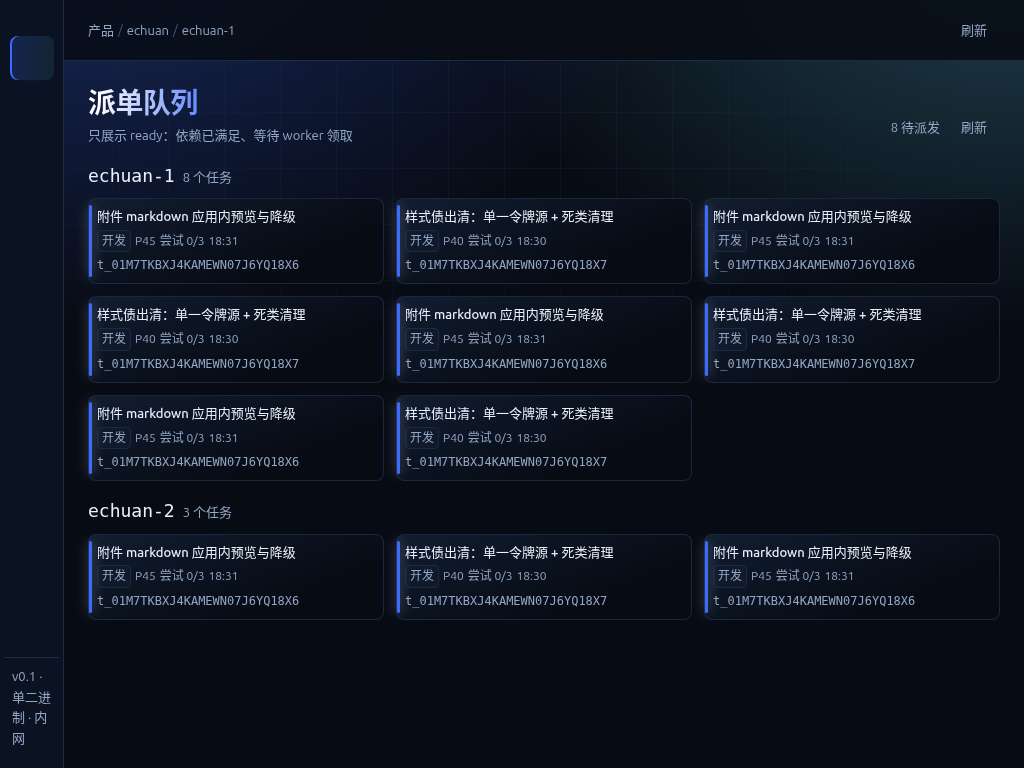 产品 / echuan / echuan-1
刷新
派单队列
只展示 ready：依赖已满足、等待 worker 领取
8 待派发 刷新
echuan-1 8 个任务
附件 markdown 应用内预览与降级
开发 P45 尝试 0/3 18:31
t_01M7TKBXJ4KAMEWN07J6YQ18X6
样式债出清：单一令牌源 + 死类清理
开发 P40 尝试 0/3 18:30
t_01M7TKBXJ4KAMEWN07J6YQ18X7
附件 markdown 应用内预览与降级
开发 P45 尝试 0/3 18:31
t_01M7TKBXJ4KAMEWN07J6YQ18X6
样式债出清：单一令牌源 + 死类清理
开发 P40 尝试 0/3 18:30
t_01M7TKBXJ4KAMEWN07J6YQ18X7
附件 markdown 应用内预览与降级
开发 P45 尝试 0/3 18:31
t_01M7TKBXJ4KAMEWN07J6YQ18X6
样式债出清：单一令牌源 + 死类清理
开发 P40 尝试 0/3 18:30
t_01M7TKBXJ4KAMEWN07J6YQ18X7
附件 markdown 应用内预览与降级
开发 P45 尝试 0/3 18:31
t_01M7TKBXJ4KAMEWN07J6YQ18X6
样式债出清：单一令牌源 + 死类清理
开发 P40 尝试 0/3 18:30
t_01M7TKBXJ4KAMEWN07J6YQ18X7
echuan-2 3 个任务
附件 markdown 应用内预览与降级
开发 P45 尝试 0/3 18:31
t_01M7TKBXJ4KAMEWN07J6YQ18X6
样式债出清：单一令牌源 + 死类清理
开发 P40 尝试 0/3 18:30
t_01M7TKBXJ4KAMEWN07J6YQ18X7
附件 markdown 应用内预览与降级
开发 P45 尝试 0/3 18:31
t_01M7TKBXJ4KAMEWN07J6YQ18X6
v0.1 ·
单二进
制 · 内
网